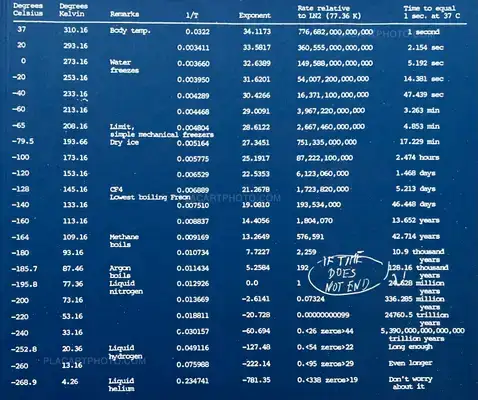 Degrees Celsius Degrees Kelvin Remarks 1/T Exponent Rate relative to LN2 (77.36 K) Time to equal 1 sec. at 37 C
37 310.16 Body temp. 0.0322 34.1173 776,682,000,000,000 1 second
20 293.16 0.003411 33.5817 360,555,000,000,000 2.154 sec
0 273.16 Water freezes 0.003660 32.6389 149,588,000,000,000 5.192 sec
-20 253.16 0.003950 31.6201 54,007,200,000,000 14.381 sec
-40 233.16 0.004289 30.4266 16,371,100,000,000 47.439 sec
-60 213.16 0.004468 29.0091 3,967,220,000,000 3.263 min
-65 208.16 Limit, simple mechanical freezers 0.004804 28.6122 2,667,460,000,000 4.853 min
-79.5 193.66 Dry ice 0.005164 27.3451 751,335,000,000 17.229 min
-100 173.16 0.005775 25.1917 87,222,100,000 2.474 hours
-120 153.16 0.006529 22.5353 6,123,060,000 1.468 days
-128 145.16 CF4 0.006889 21.2678 1,723,820,000 5.213 days
-140 133.16 Lowest boiling Freon 0.007510 19.0810 193,534,000 46.448 days
-160 113.16 0.008837 14.4056 1,804,070 13.652 years
-164 109.16 Methane boils 0.009169 13.2649 576,591 42.714 years
-180 93.16 0.010734 7.7227 2,259 10.9 thousand years
-185.7 87.46 Argon boils 0.011434 5.2584 192 128.16 thousand years
-195.8 77.36 Liquid nitrogen 0.012926 0.0 1 24.628 million years
IF TIME
DOES
NOT END
-200 73.16 0.013669 -2.6141 0.07324 336.285 million years
-220 53.16 0.018811 -20.728 0.00000000099 24760.5 trillion years
-240 33.16 0.030157 -60.694 0.<26 zeros>44 5,390,000,000,000,000 trillion years
-252.8 20.36 Liquid hydrogen 0.049116 -127.48 0.<54 zeros>22 Long enough
-260 13.16 0.075988 -222.14 0.<95 zeros>29 Even longer
-268.9 4.26 Liquid helium 0.234741 -781.35 0.<338 zeros>19 Don't worry about it
PLACARTPHOTO.COM
PLACARTPHOTO.COM